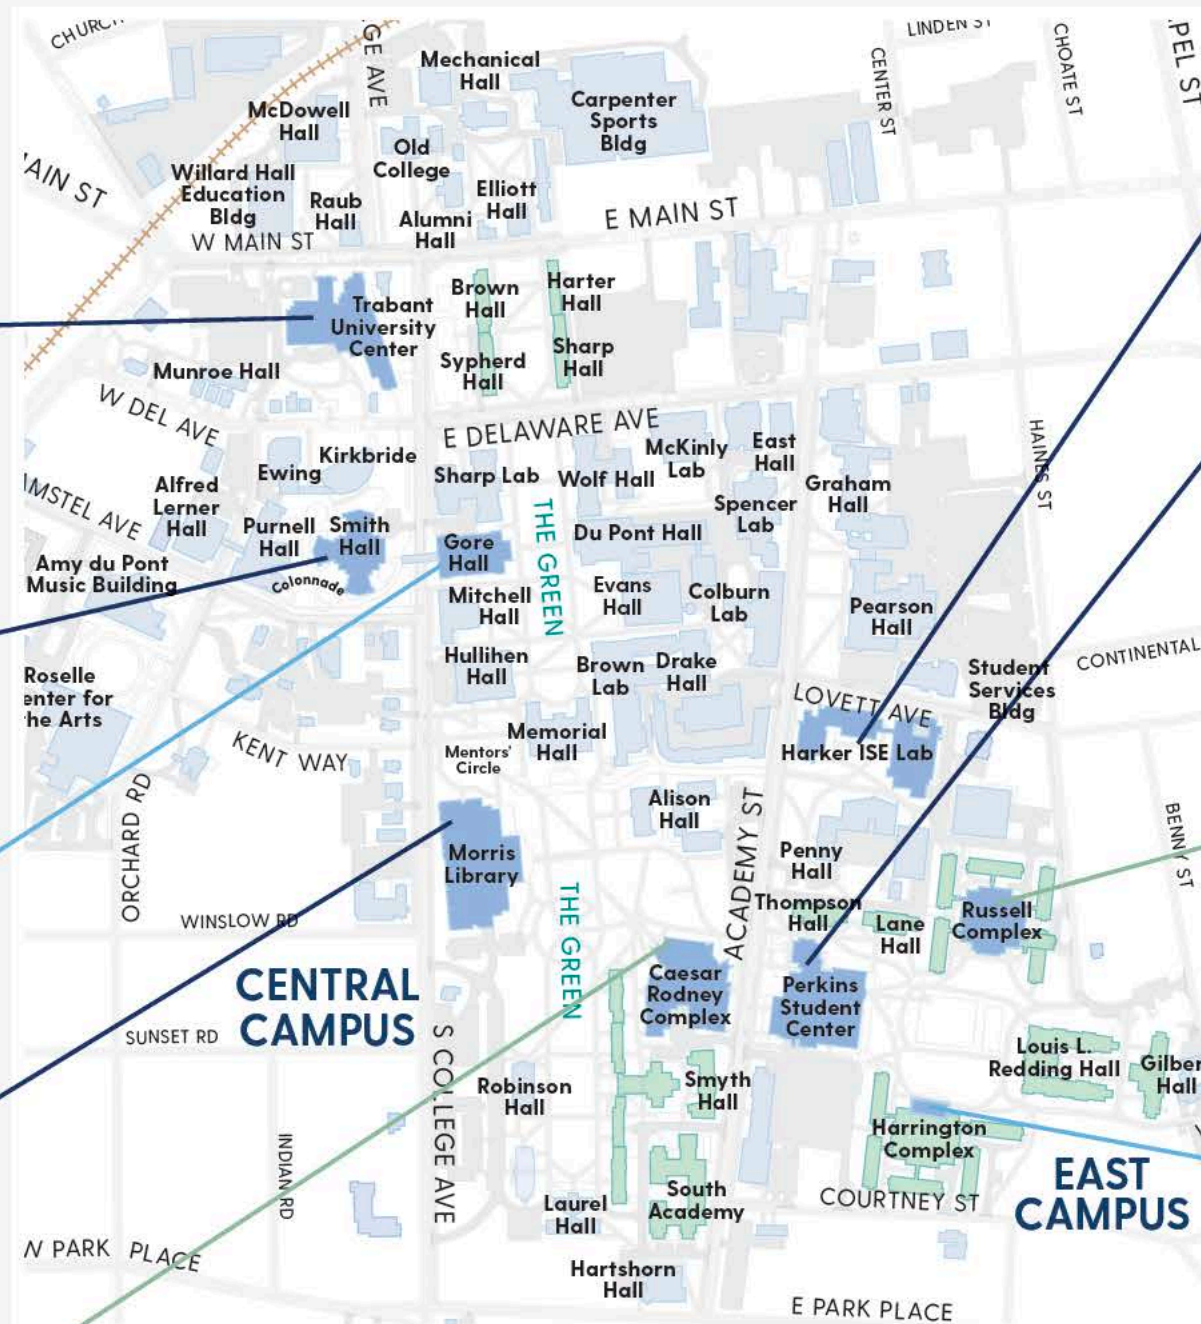 LINDEN ST
CENTER ST
CHOATE ST
Mechanical
Hall
McDowell
Hall
Carpenter
Sports
Bldg
Old
College
Willard Hall
Education
Bldg
Raub
Hall
Elliott
Hall
Alumni
Hall
W MAIN ST
E MAIN ST
Brown
Hall
Harter
Hall
Trabant
University
Center
Sypherd
Hall
Sharp
Hall
Munroe Hall
W DEL AVE
E DELAWARE AVE
HAINES ST
Kirkbride
Ewing
Sharp Lab
Wolf Hall
McKinly
Lab
East
Hall
Graham
Hall
Alfred
Lerner
Hall
Purnell
Hall
Smith
Hall
Gore
Hall
THE GREEN
Du Pont Hall
Spencer
Lab
Amy du Pont
Music Building
Colonnade
Mitchell
Hall
Evans
Hall
Colburn
Lab
Pearson
Hall
Hullihen
Hall
Brown
Lab
Drake
Hall
Student
Services
Bldg
CONTINENTAL
Roselle
enter for
he Arts
LOVETT AVE
KENT WAY
Mentors'
Circle
Memorial
Hall
Harker ISE Lab
ORCHARD RD
Alison
Hall
ACADEMY ST
BENNY ST
Morris
Library
Penny
Hall
Thompson
Hall
Lane
Hall
Russell
Complex
WINSLOW RD
THE GREEN
CENTRAL
CAMPUS
Caesar
Rodney
Complex
Perkins
Student
Center
SUNSET RD
S COLLEGE AVE
Louis L.
Redding Hall
Gilber
Hall
Robinson
Hall
Smyth
Hall
Harrington
Complex
INDIAN RD
EAST
CAMPUS
COURTNEY ST
Laurel
Hall
South
Academy
PARK PLACE
Hartshorn
Hall
E PARK PLACE